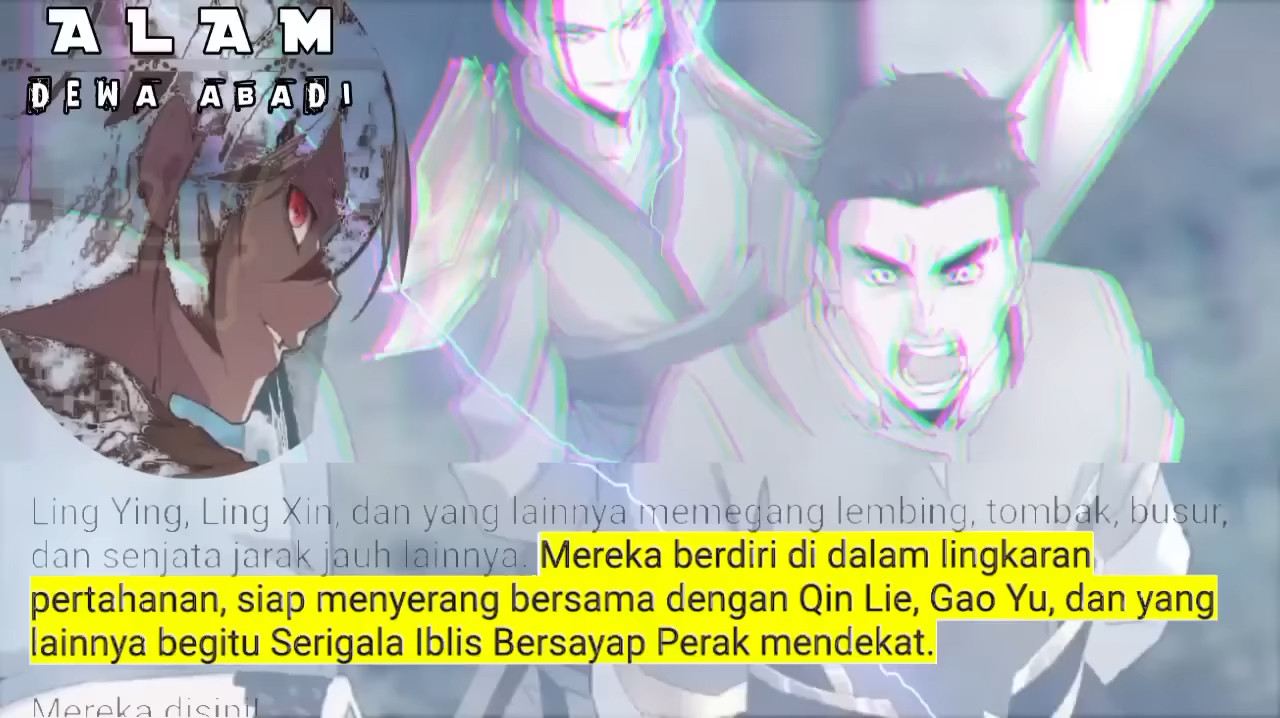 ALAM
DEWA ABADI
Ling Ying, Ling Xin, dan yang lainnya memegang lembing, tombak, busur,
dan senjata jarak jauh lainnya. Mereka berdiri di dalam lingkaran
pertahanan, siap menyerang bersama dengan Qin Lie, Gao Yu, dan yang
lainnya begitu Serigala Iblis Bersayap Perak mendekat.
Mereka disini!